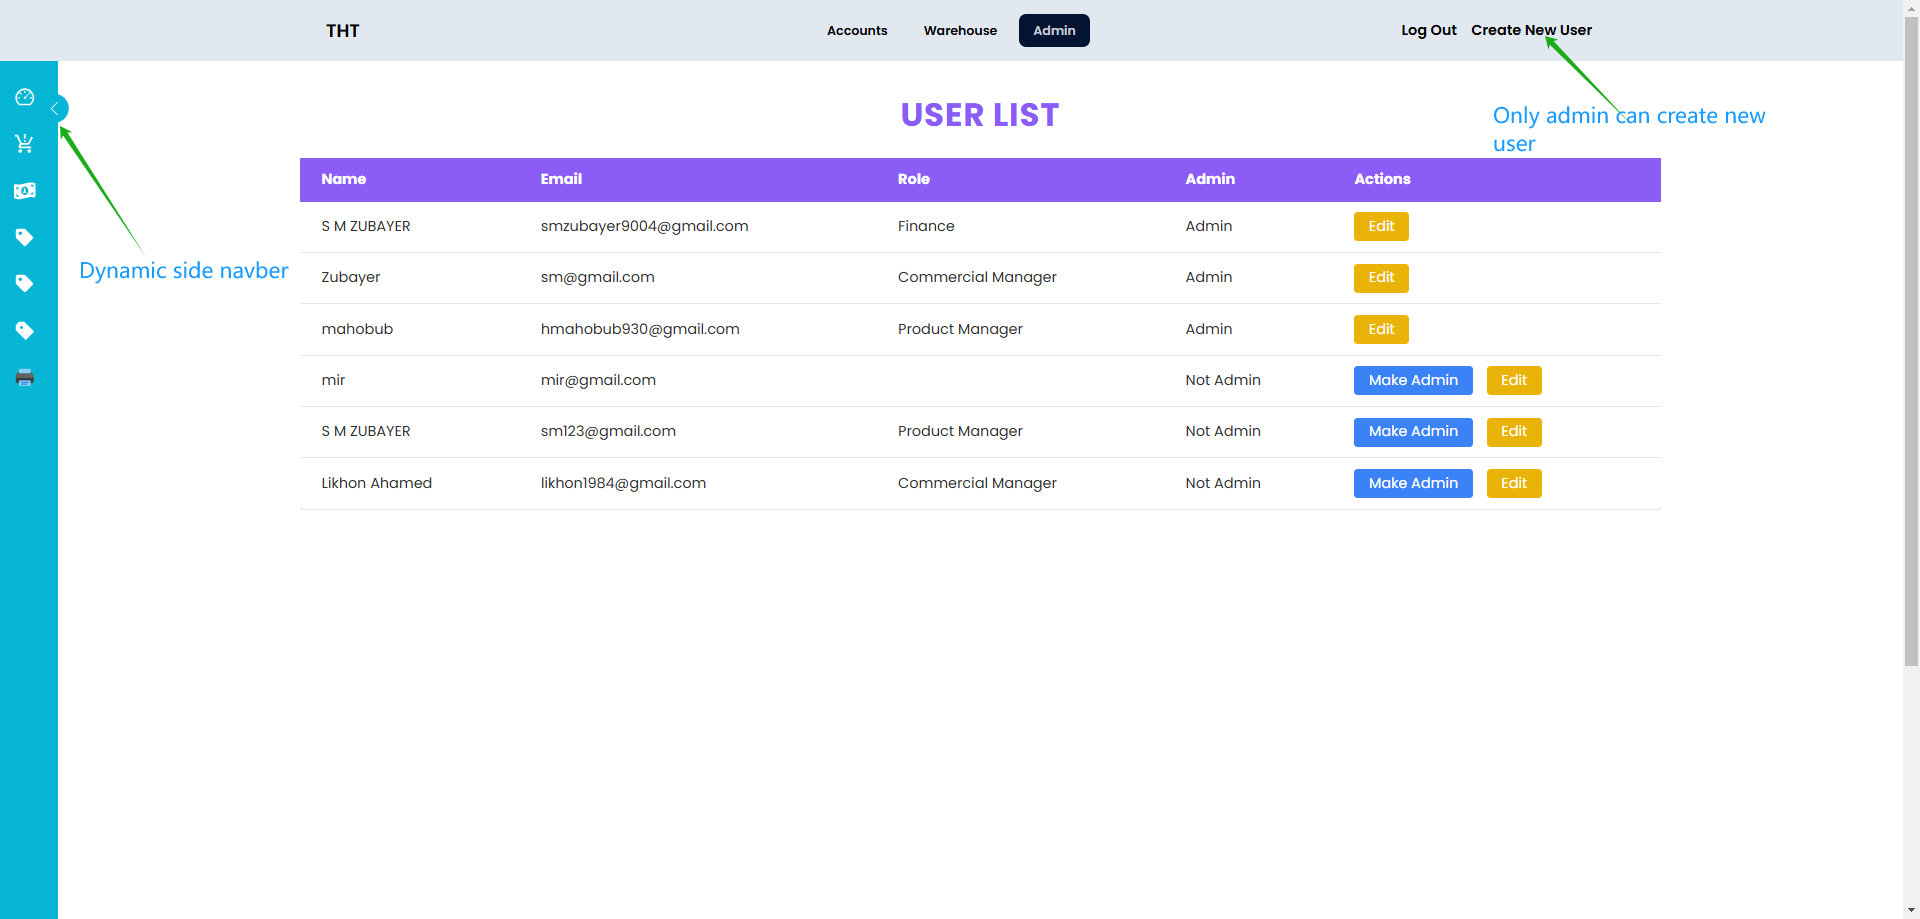 THT Accounts Warehouse Admin Log Out Create New User
Only admin can create new
user
USER LIST
Dynamic side navber
Name Email Role Admin Actions
S M ZUBAYER smzubayer9004@gmail.com Finance Admin Edit
Zubayer sm@gmail.com Commercial Manager Admin Edit
mahobub hmahobub930@gmail.com Product Manager Admin Edit
mir mir@gmail.com Not Admin Make Admin Edit
S M ZUBAYER sm123@gmail.com Product Manager Not Admin Make Admin Edit
Likhon Ahamed likhon1984@gmail.com Commercial Manager Not Admin Make Admin Edit